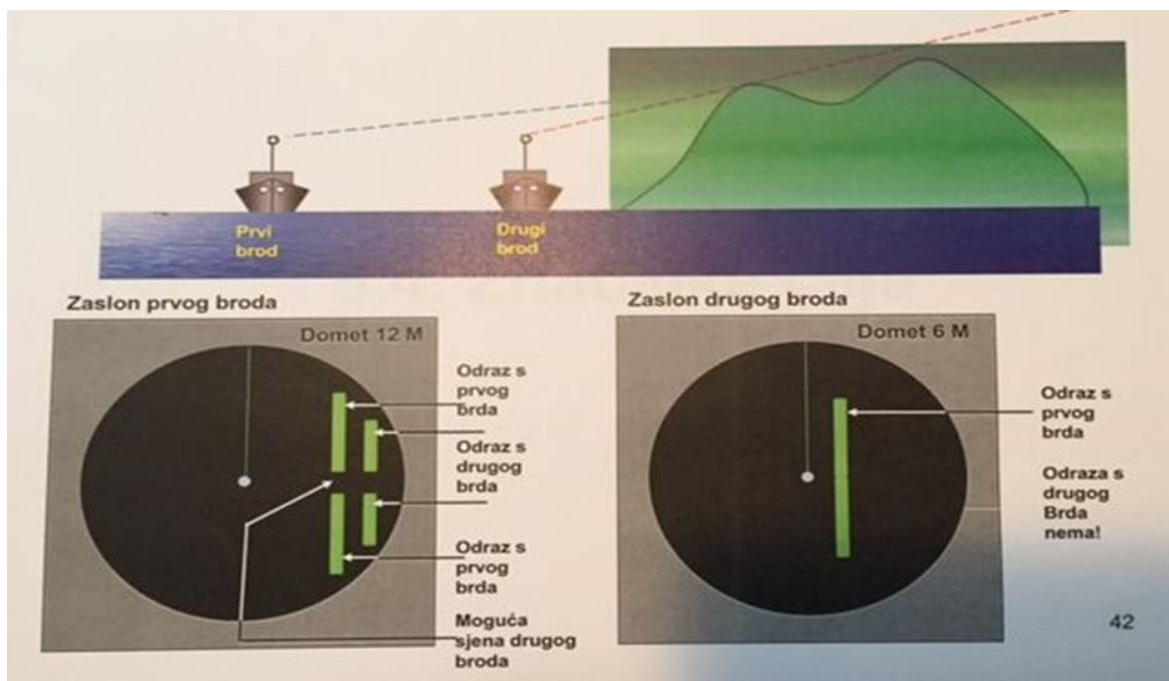 Prvi
brod
Drugi
brod
Zaslon prvog broda
Domet 12 M
Odraz s
prvog
brda
Odraz s
drugog
brda
Odraz s
prvog
brda
Moguća
sjena drugog
broda
Zaslon drugog broda
Domet 6 M
Odraz s
prvog
brda
Odraza s
drugog
Brda
nema!
42